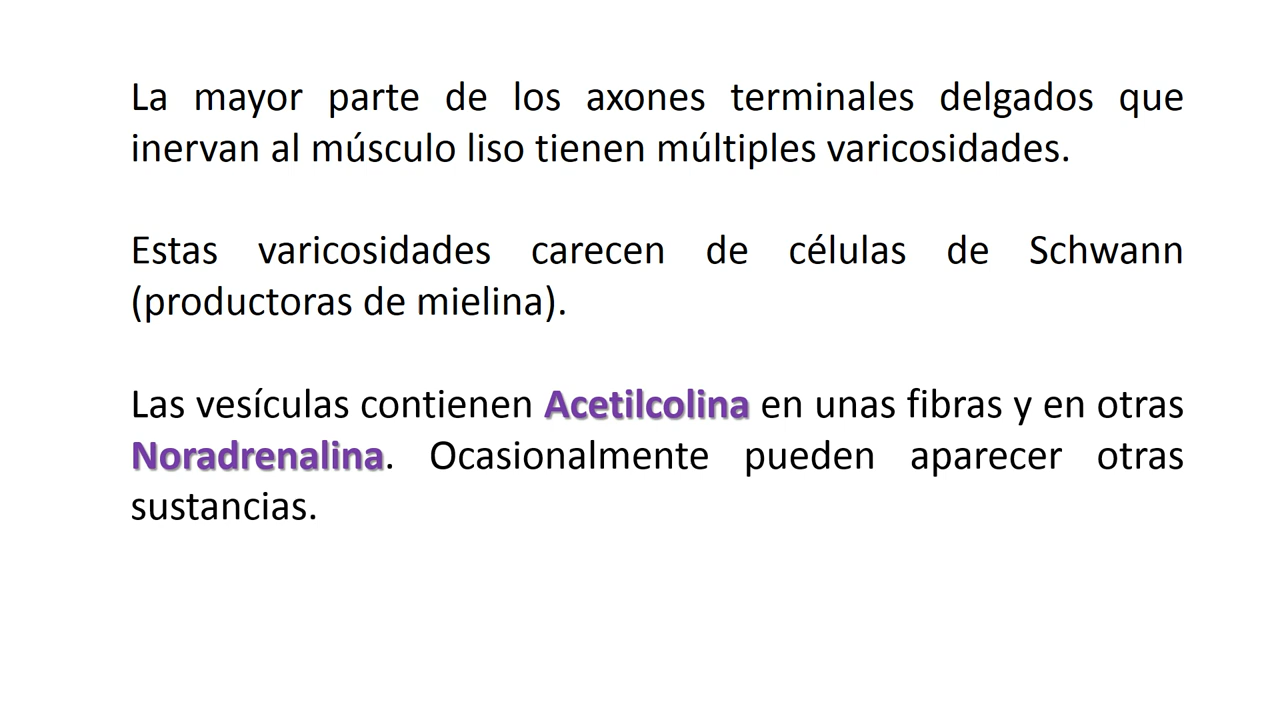 La mayor parte de los axones terminales delgados que
inervan al músculo liso tienen múltiples varicosidades.
Estas varicosidades carecen de células de Schwann
(productoras de mielina).
Las vesículas contienen Acetilcolina en unas fibras y en otras
Noradrenalina. Ocasionalmente pueden aparecer otras
sustancias.